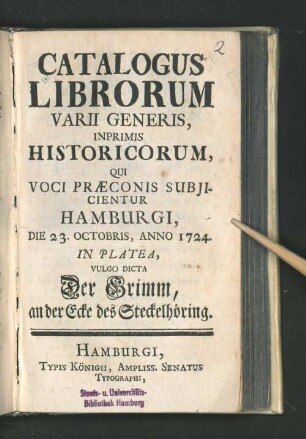 2
CATALOGUS
LIBRORUM
VARII GENERIS,
INPRIMIS
HISTORICORUM,
QUI
VOCI PRÆCONIS SUBJI-
CIENTUR
HAMBURGI,
DIE 23. OCTOBRIS, ANNO 1724.
IN PLATEA,
VULGO DICTA
Der Grimm,
an der Ecke des Steckelhöring.
HAMBURGI,
TYPIS KÖNIGII, AMPLISS. SENATUS
TYPOGRAPHI,
Staats- u. Universitäts-
Bibliothek Hamburg